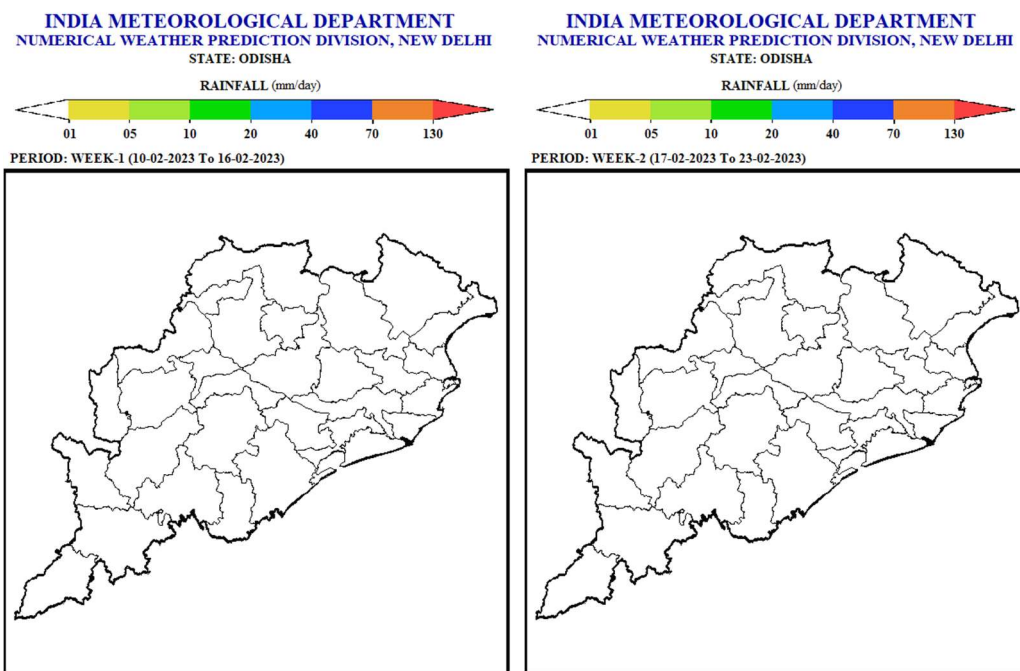 INDIA METEOROLOGICAL DEPARTMENT
NUMERICAL WEATHER PREDICTION DIVISION, NEW DELHI
STATE: ODISHA
RAINFALL (mm/day)
01 05 10 20 40 70 130
PERIOD: WEEK-1 (10-02-2023 To 16-02-2023)
INDIA METEOROLOGICAL DEPARTMENT
NUMERICAL WEATHER PREDICTION DIVISION, NEW DELHI
STATE: ODISHA
RAINFALL (mm/day)
01 05 10 20 40 70 130
PERIOD: WEEK-2 (17-02-2023 To 23-02-2023)